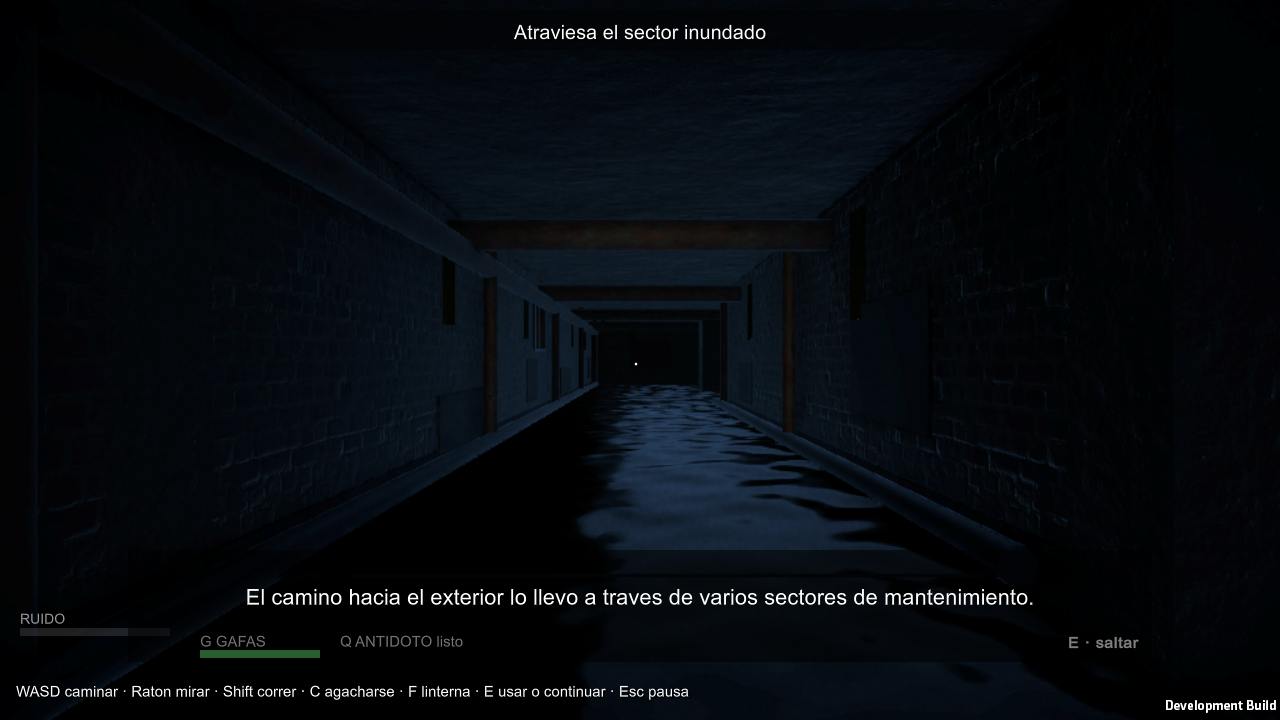 Atraviesa el sector inundado
El camino hacia el exterior lo llevo a traves de varios sectores de mantenimiento.
RUIDO
G GAFAS
Q ANTIDOTO listo
E · saltar
WASD caminar · Raton mirar · Shift correr · C agacharse · F linterna · E usar o continuar · Esc pausa
Development Build